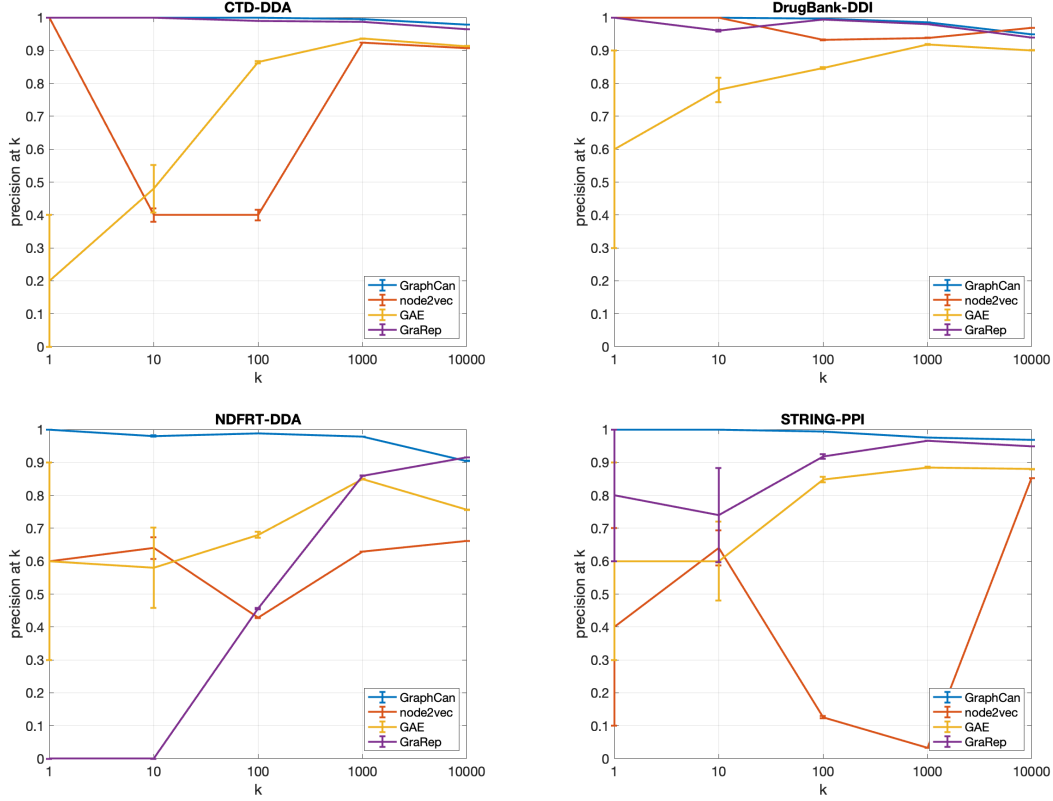 CTD-DDA
precision at k
1
0.9
0.8
0.7
0.6
0.5
0.4
0.3
0.2
0.1
0
1 10 100 1000 10000
k
GraphCan
node2vec
GAE
GraRep
DrugBank-DDI
precision at k
1
0.9
0.8
0.7
0.6
0.5
0.4
0.3
0.2
0.1
0
1 10 100 1000 10000
k
GraphCan
node2vec
GAE
GraRep
NDFRT-DDA
precision at k
1
0.9
0.8
0.7
0.6
0.5
0.4
0.3
0.2
0.1
0
1 10 100 1000 10000
k
GraphCan
node2vec
GAE
GraRep
STRING-PPI
precision at k
1
0.9
0.8
0.7
0.6
0.5
0.4
0.3
0.2
0.1
0
1 10 100 1000 10000
k
GraphCan
node2vec
GAE
GraRep